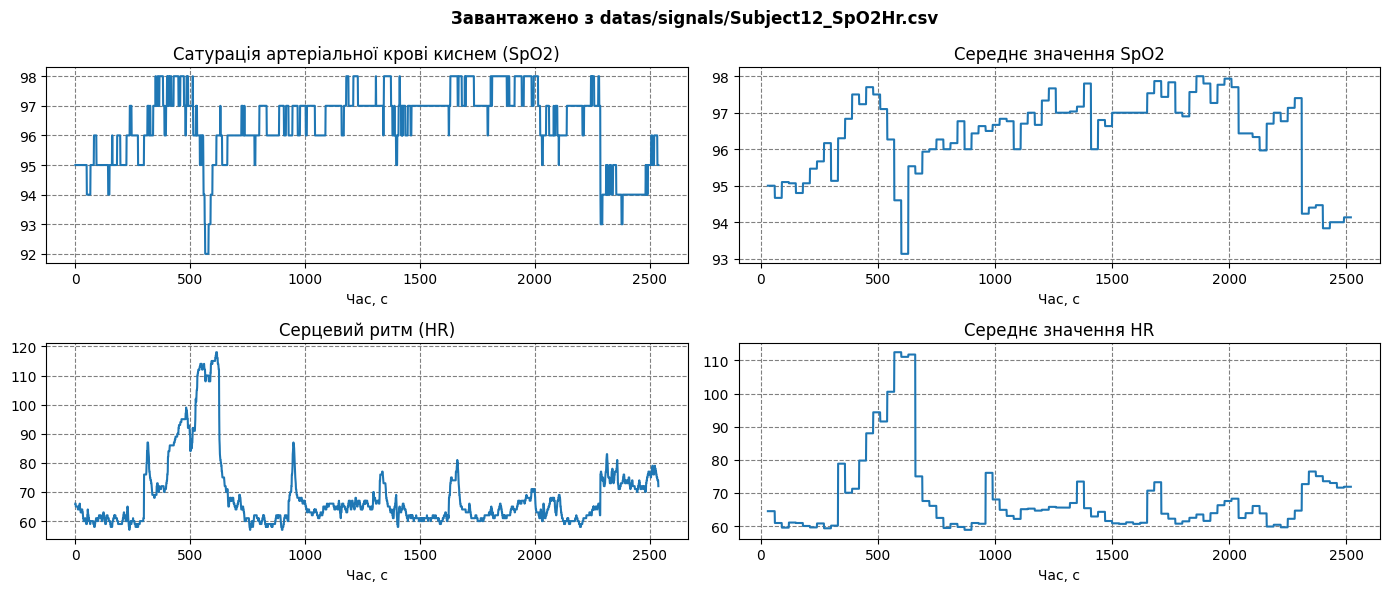 Завантажено з datas/signals/Subject12_SpO2Hr.csv
Сатурація артеріальної крові киснем (SpO2)
98
97
96
95
94
93
92
0 500 1000 1500 2000 2500
Час, с
Середнє значення SpO2
98
97
96
95
94
93
0 500 1000 1500 2000 2500
Час, с
Серцевий ритм (HR)
120
110
100
90
80
70
60
0 500 1000 1500 2000 2500
Час, с
Середнє значення HR
110
100
90
80
70
60
0 500 1000 1500 2000 2500
Час, с